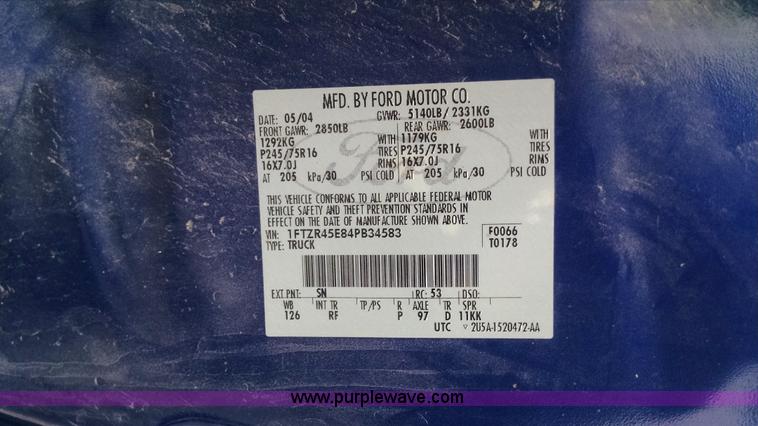 MFD. BY FORD MOTOR CO.
DATE: 05/04 GVWR: 5140LB/ 2331KG
FRONT GAWR: 2850LB REAR GAWR: 2600LB
1292KG WITH 1179KG WITH
P245/75R16 TIRES P245/75R16 TIRES
16X7.0J RIMS 16X7.0J RIMS
AT 205 kPa/30 PSI COLD AT 205 kPa/30 PSI COLD
Ford
THIS VEHICLE CONFORMS TO ALL APPLICABLE FEDERAL MOTOR
VEHICLE SAFETY AND THEFT PREVENTION STANDARDS IN
EFFECT ON THE DATE OF MANUFACTURE SHOWN ABOVE.
VIN: 1FTZR45E84PB34583 F0066
TYPE: TRUCK T0178
EXT PNT: SN RC: 53 DSO:
WB INT TR TP/PS R AXLE TR SPR
126 RF P 97 D 11KK
UTC ▽ 2U5A-1520472-AA
www.purplewave.com